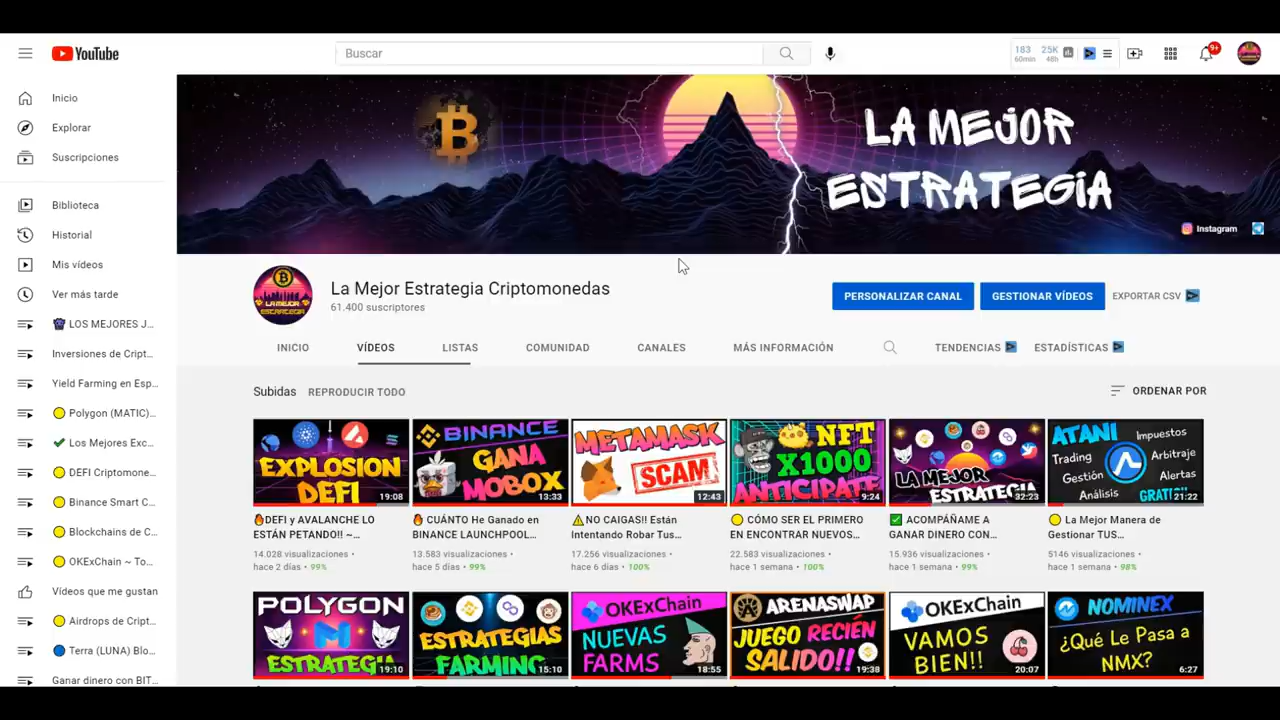 YouTube
Buscar
183 25K
60min 48h
9+
Inicio
Explorar
Suscripciones
Biblioteca
Historial
Mis vídeos
Ver más tarde
LOS MEJORES J...
Inversiones de Cript...
Yield Farming en Esp...
Polygon (MATIC)...
Los Mejores Exc...
DEFI Criptomone...
Binance Smart C...
Blockchains de C...
OKExChain ~ To...
Vídeos que me gustan
Airdrops de Cript...
Terra (LUNA) Blo...
Ganar dinero con BIT...
LA MEJOR
ESTRATEGIA
Instagram
LA MEJOR
ESTRATEGIA
La Mejor Estrategia Criptomonedas
61.400 suscriptores
PERSONALIZAR CANAL
GESTIONAR VÍDEOS
EXPORTAR CSV
INICIO VÍDEOS LISTAS COMUNIDAD CANALES MÁS INFORMACIÓN TENDENCIAS ESTADÍSTICAS
Subidas REPRODUCIR TODO
ORDENAR POR
EXPLOSION
DEFI
19:08
DEFI y AVALANCHE LO
ESTÁN PETANDO!! ~...
14.028 visualizaciones •
hace 2 días • 99%
BINANCE
GANA
MOBOX
13:33
CUÁNTO He Ganado en
BINANCE LAUNCHPOOL...
13.583 visualizaciones •
hace 5 días • 99%
METAMASK
SCAM
12:43
NO CAIGAS!! Están
Intentando Robar Tus...
17.256 visualizaciones •
hace 6 días • 100%
NFT
X1000
ANTICIPATE
9:24
CÓMO SER EL PRIMERO
EN ENCONTRAR NUEVOS...
22.583 visualizaciones •
hace 1 semana • 100%
LA MEJOR
ESTRATEGIA
32:23
ACOMPÁÑAME A
GANAR DINERO CON...
15.936 visualizaciones •
hace 1 semana • 99%
ATANI
Impuestos
Trading
Arbitraje
Gestión
Alertas
Análisis
GRATIS
21:22
La Mejor Manera de
Gestionar TUS...
5146 visualizaciones •
hace 1 semana • 98%
POLYGON
ESTRATEGIA
19:10
ESTRATEGIAS
FARMING
15:10
OKExChain
NUEVAS
FARMS
18:55
ARENASWAP
JUEGO RECIÉN
SALIDO!!
19:38
OKExChain
VAMOS
BIEN!!
20:07
NOMINEX
¿Qué Le Pasa a
NMX?
6:27